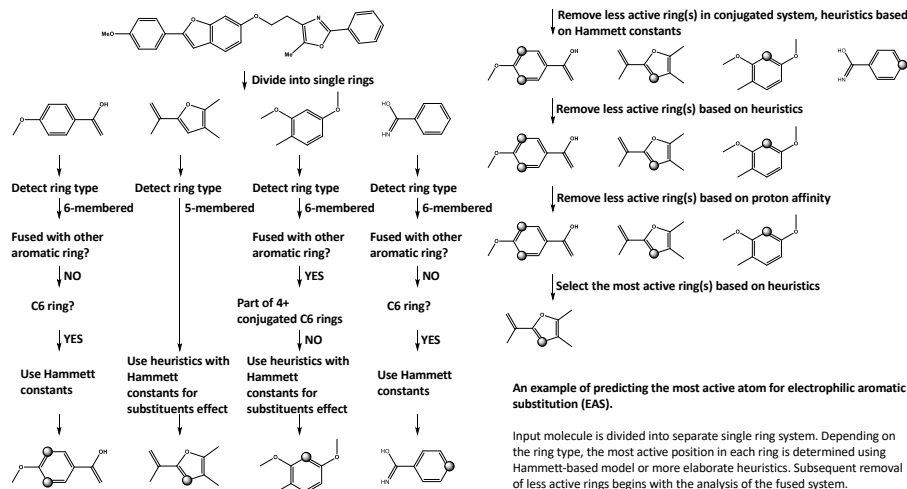 O N
MeO O O
Me
Divide into single rings
OH O O HO
O O HN
Detect ring type Detect ring type Detect ring type Detect ring type
6-membered 5-membered 6-membered 6-membered
Fused with other Fused with other Fused with other
aromatic ring? aromatic ring? aromatic ring?
NO YES NO
C6 ring? Part of 4+ C6 ring?
conjugated C6 rings
YES NO YES
Use Hammett Use heuristics with Use heuristics with Use Hammett
constants Hammett Hammett constants
constants for constants for
substituents effect substituents effect
OH O O HO
O O HN
Remove less active ring(s) in conjugated system, heuristics based
on Hammett constants
OH O O O HO
O HN
Remove less active ring(s) based on heuristics
OH O O O
O
Remove less active ring(s) based on proton affinity
OH O O O
O
Select the most active ring(s) based on heuristics
O
An example of predicting the most active atom for electrophilic aromatic
substitution (EAS).
Input molecule is divided into separate single ring system. Depending on
the ring type, the most active position in each ring is determined using
Hammett-based model or more elaborate heuristics. Subsequent removal
of less active rings begins with the analysis of the fused system.